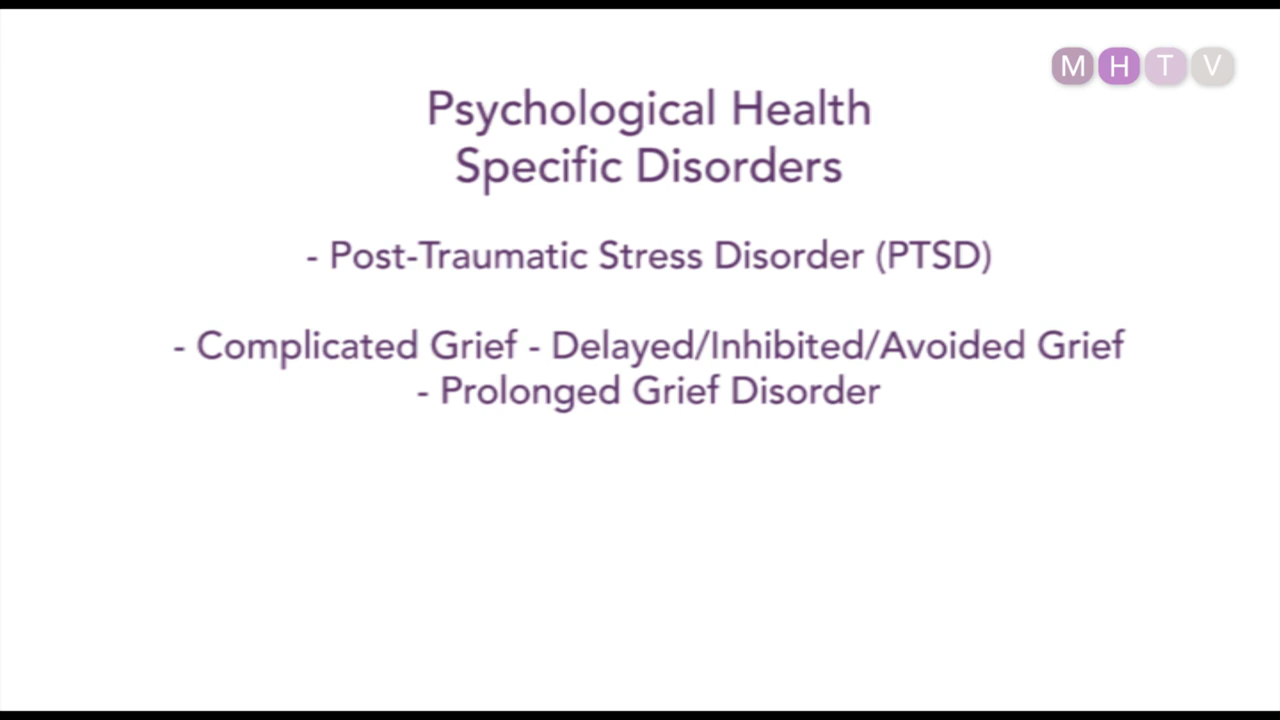 M H T V
Psychological Health
Specific Disorders
- Post-Traumatic Stress Disorder (PTSD)
- Complicated Grief - Delayed/Inhibited/Avoided Grief
- Prolonged Grief Disorder